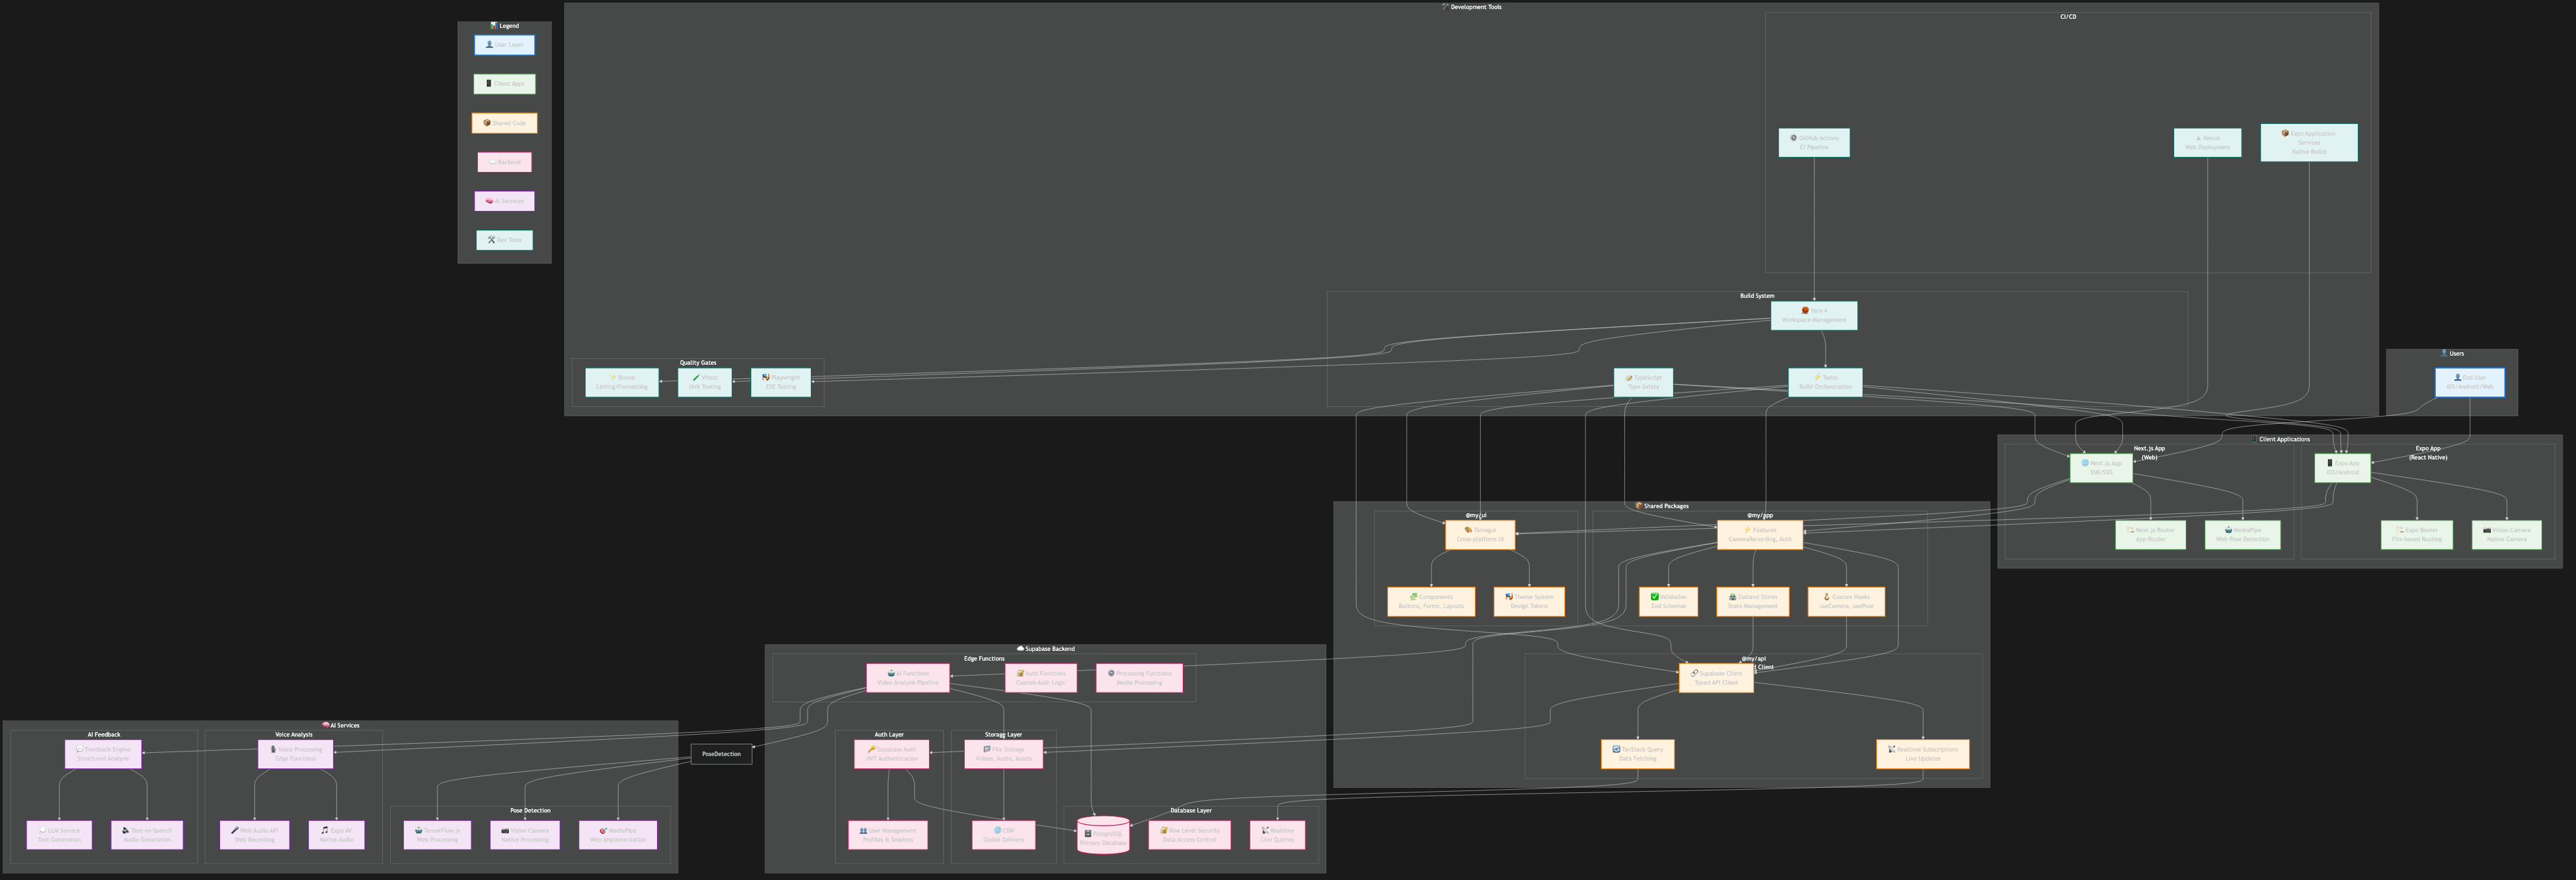 Legend
User Layer
Client Apps
Shared Code
Backend
AI Services
Dev Tools
Development Tools
CI/CD
GitHub Actions
CI Pipeline
Vercel
Web Deployment
Expo Application
Services
Native Builds
Build System
Yarn 4
Workspace Management
TypeScript
Type Safety
Turbo
Build Orchestration
Quality Gates
Biome
Linting/Formatting
Vitest
Unit Testing
Playwright
E2E Testing
Users
End User
iOS/Android/Web
Client Applications
Next.js App
(Web)
Next.js App
SSR/SSG
Next.js Router
App Router
MediaPipe
Web Pose Detection
Expo App
(React Native)
Expo App
iOS/Android
Expo Router
File-based Routing
Vision Camera
Native Camera
Shared Packages
@my/ui
Tamagui
Cross-platform UI
Components
Buttons, Forms, Layouts
Theme System
Design Tokens
@my/app
Features
CameraRecording, Auth
Validation
Zod Schemas
Zustand Stores
State Management
Custom Hooks
useCamera, usePose
@my/api
Client
Supabase Client
Typed API Client
TanStack Query
Data Fetching
Realtime Subscriptions
Live Updates
Supabase Backend
Edge Functions
AI Functions
Video Analysis Pipeline
Auth Functions
Custom Auth Logic
Processing Functions
Media Processing
Auth Layer
Supabase Auth
JWT Authentication
User Management
Profiles & Sessions
Storage Layer
File Storage
Videos, Audio, Assets
CDN
Global Delivery
Database Layer
PostgreSQL
Primary Database
Row Level Security
Data Access Control
Realtime
Live Queries
PoseDetection
AI Services
AI Feedback
Feedback Engine
Structured Analysis
LLM Service
Text Generation
Text-to-Speech
Audio Generation
Voice Analysis
Voice Processing
Edge Functions
Web Audio API
Web Recording
Expo AV
Native Audio
Pose Detection
TensorFlow.js
Web Processing
Vision Camera
Native Processing
MediaPipe
Web Implementation